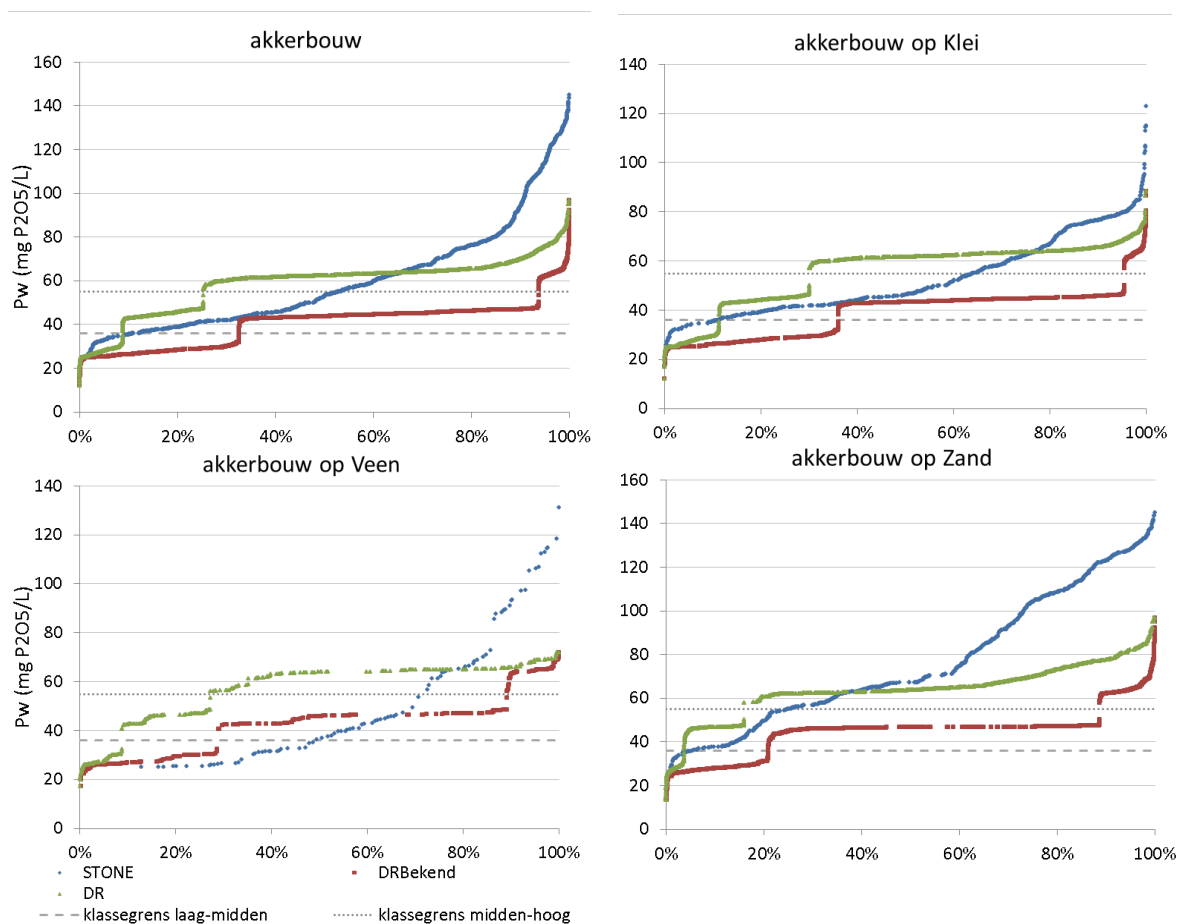 akkerbouw
Pw (mg P2O5/L)
160
140
120
100
80
60
40
20
0
0% 20% 40% 60% 80% 100%
akkerbouw op Klei
140
120
100
80
60
40
20
0
0% 20% 40% 60% 80% 100%
akkerbouw op Veen
Pw (mg P2O5/L)
140
120
100
80
60
40
20
0
0% 20% 40% 60% 80% 100%
akkerbouw op Zand
160
140
120
100
80
60
40
20
0
0% 20% 40% 60% 80% 100%
STONE
DRBekend
DR
klassegrens laag-midden
klassegrens midden-hoog